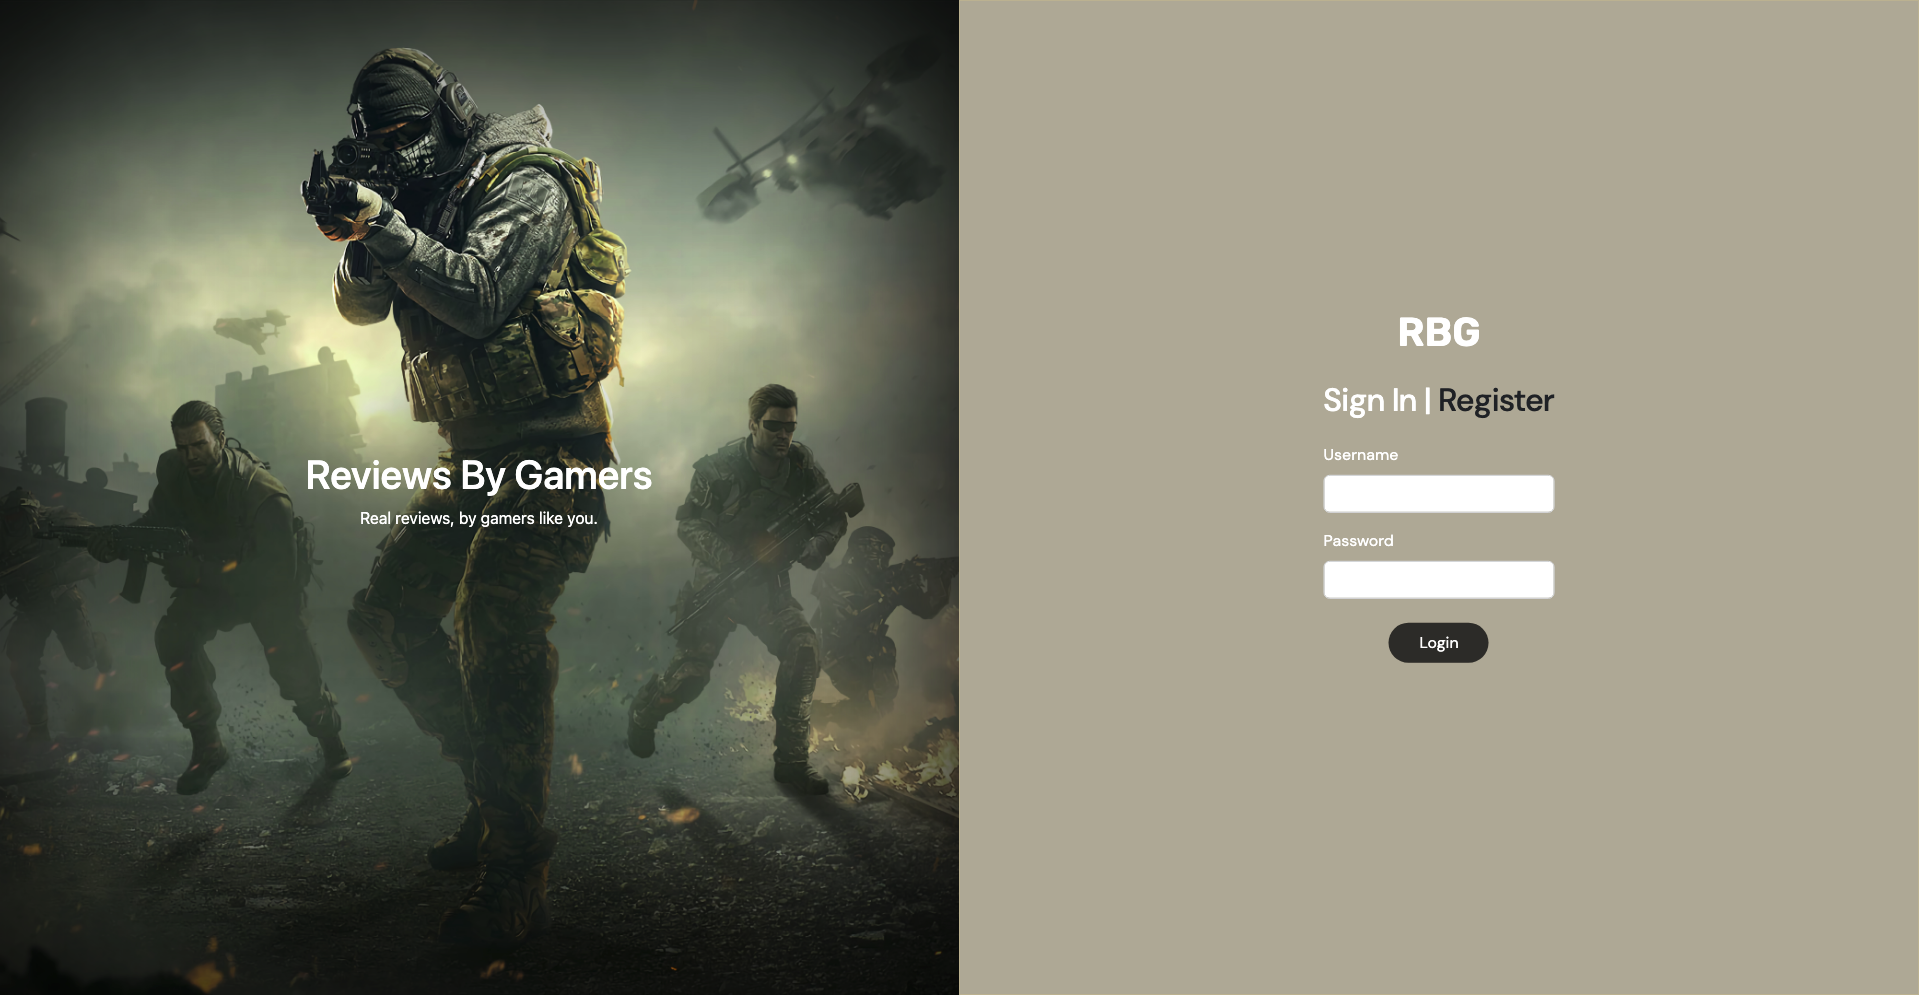 Reviews By Gamers
Real reviews, by gamers like you.
RBG
Sign In | Register
Username
Password
Login